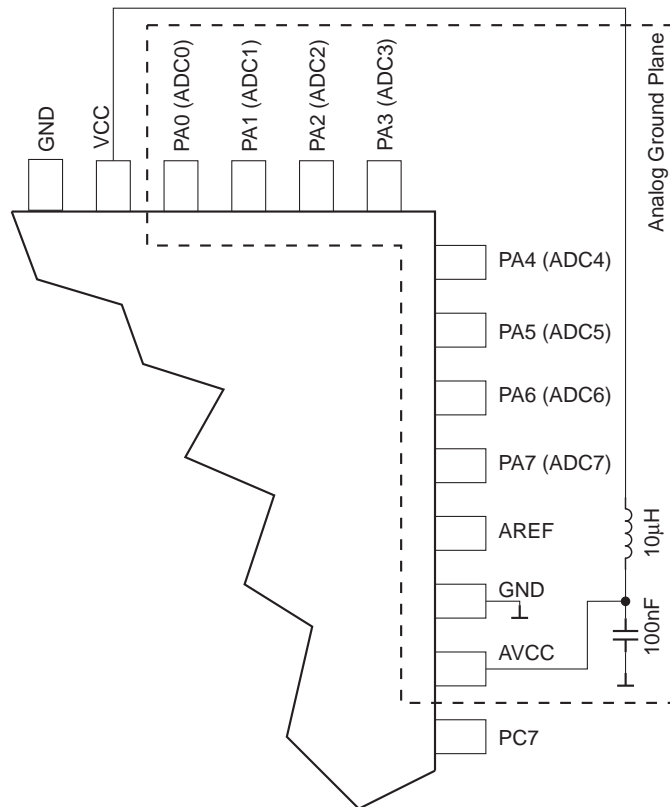 GND
VCC
PA0 (ADC0)
PA1 (ADC1)
PA2 (ADC2)
PA3 (ADC3)
Analog Ground Plane
PA4 (ADC4)
PA5 (ADC5)
PA6 (ADC6)
PA7 (ADC7)
AREF
10μH
GND
100nF
AVCC
PC7